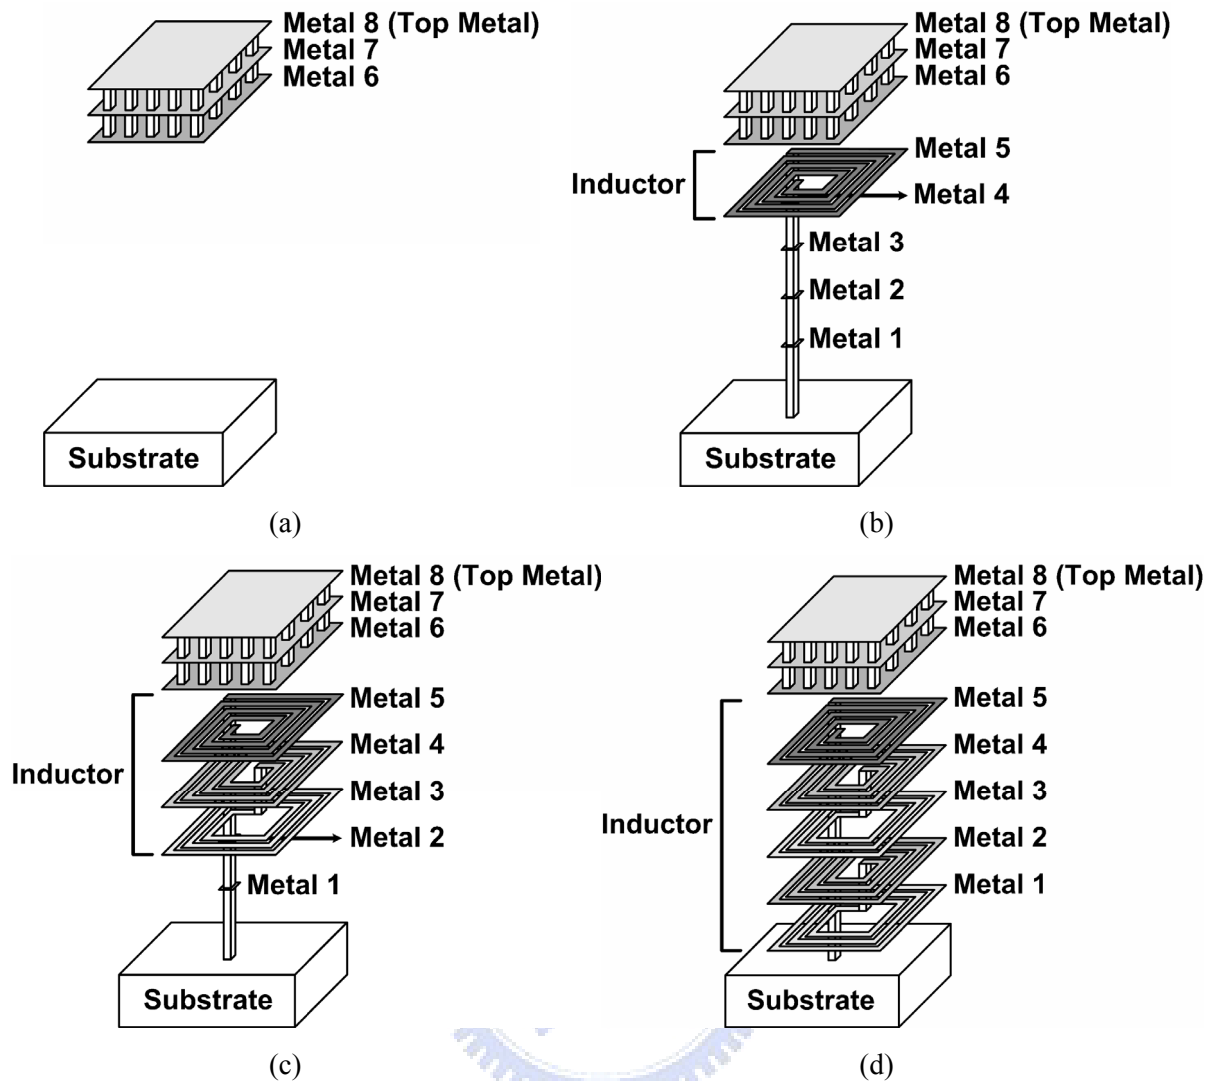 Metal 8 (Top Metal)
Metal 7
Metal 6
Substrate
(a)
Metal 8 (Top Metal)
Metal 7
Metal 6
Metal 5
Inductor
Metal 4
Metal 3
Metal 2
Metal 1
Substrate
(b)
Metal 8 (Top Metal)
Metal 7
Metal 6
Metal 5
Metal 4
Inductor
Metal 3
Metal 2
Metal 1
Substrate
(c)
Metal 8 (Top Metal)
Metal 7
Metal 6
Metal 5
Metal 4
Metal 3
Inductor
Metal 2
Metal 1
Substrate
(d)